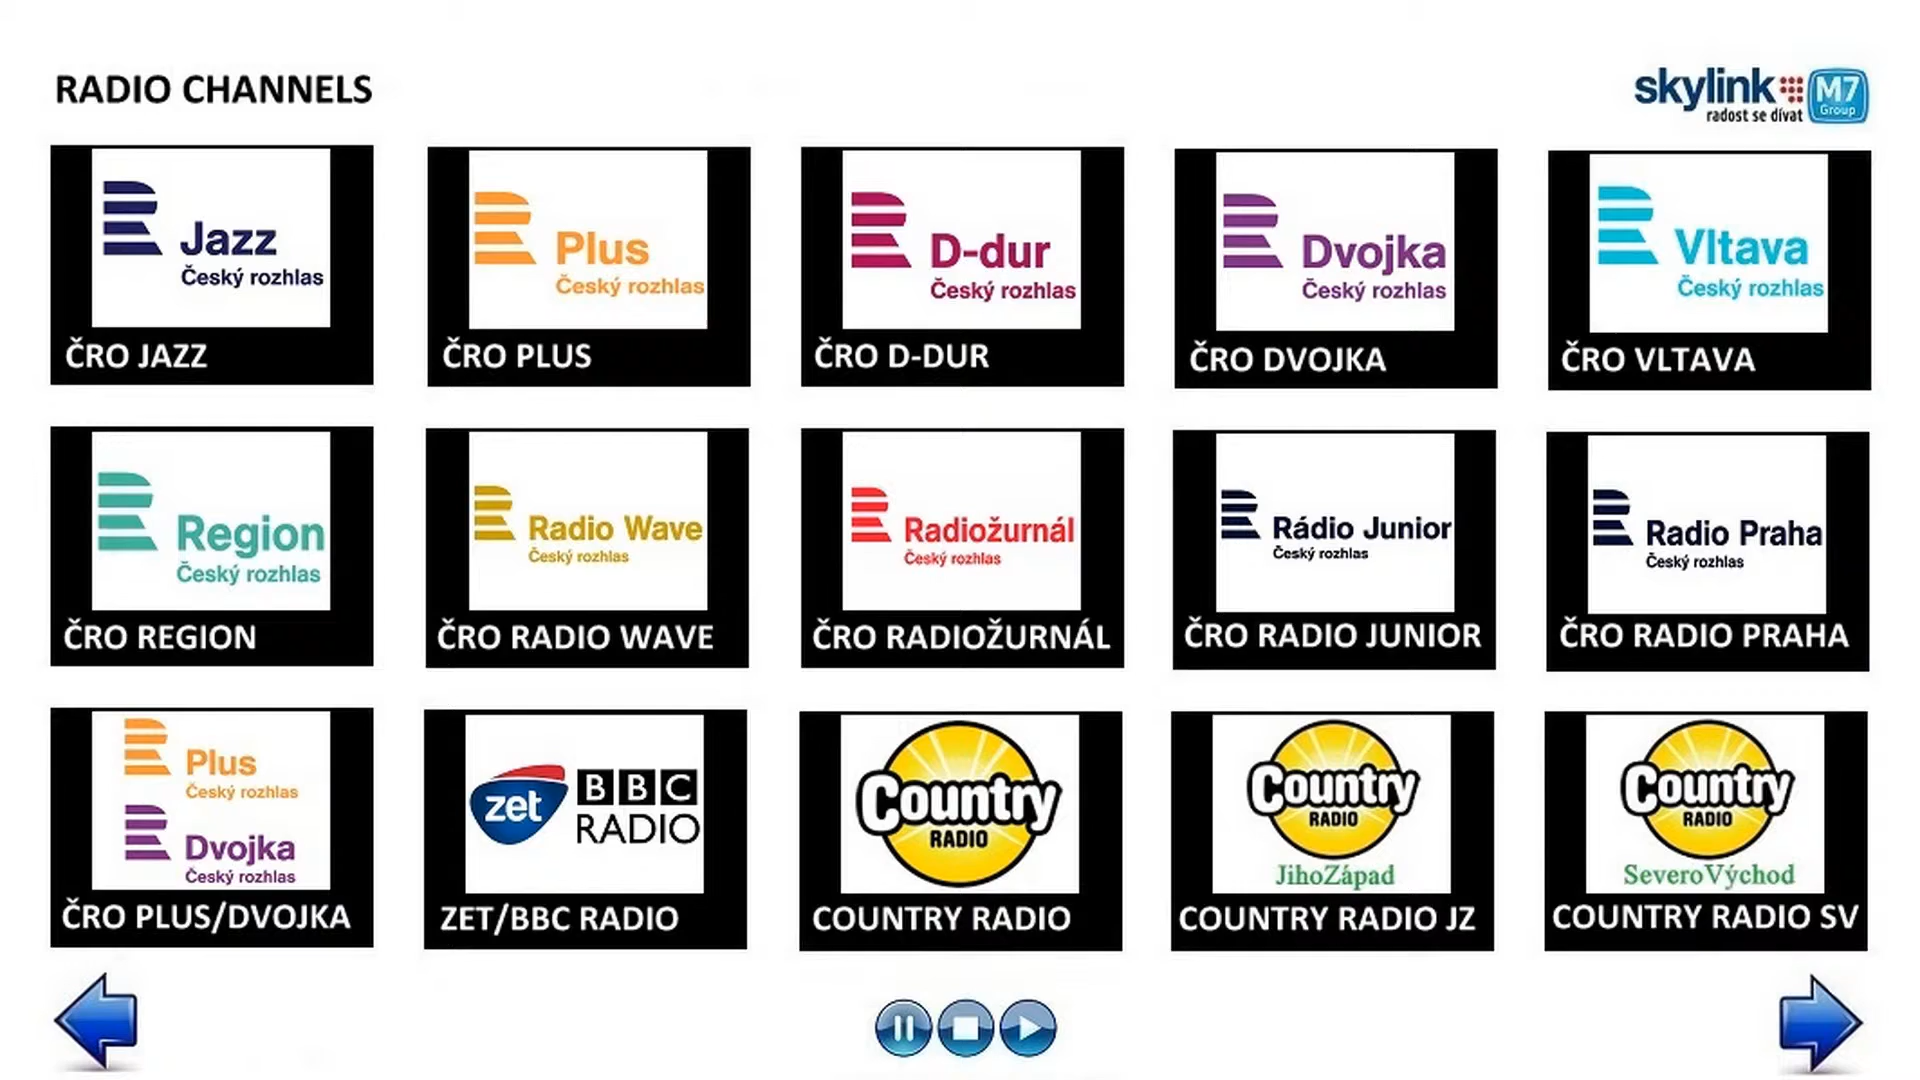 RADIO CHANNELS
skylink M7
Group
radost se dívat
Jazz
Český rozhlas
ČRO JAZZ
Plus
Český rozhlas
ČRO PLUS
D-dur
Český rozhlas
ČRO D-DUR
Dvojka
Český rozhlas
ČRO DVOJKA
Vltava
Český rozhlas
ČRO VLTAVA
Region
Český rozhlas
ČRO REGION
Radio Wave
Český rozhlas
ČRO RADIO WAVE
Radiožurnál
Český rozhlas
ČRO RADIOŽURNÁL
Rádio Junior
Český rozhlas
ČRO RADIO JUNIOR
Radio Praha
Český rozhlas
ČRO RADIO PRAHA
Plus
Český rozhlas
Dvojka
Český rozhlas
ČRO PLUS/DVOJKA
zet BBC
RADIO
ZET/BBC RADIO
Country
RADIO
COUNTRY RADIO
Country
RADIO
JihoZápad
COUNTRY RADIO JZ
Country
RADIO
SeveroVýchod
COUNTRY RADIO SV